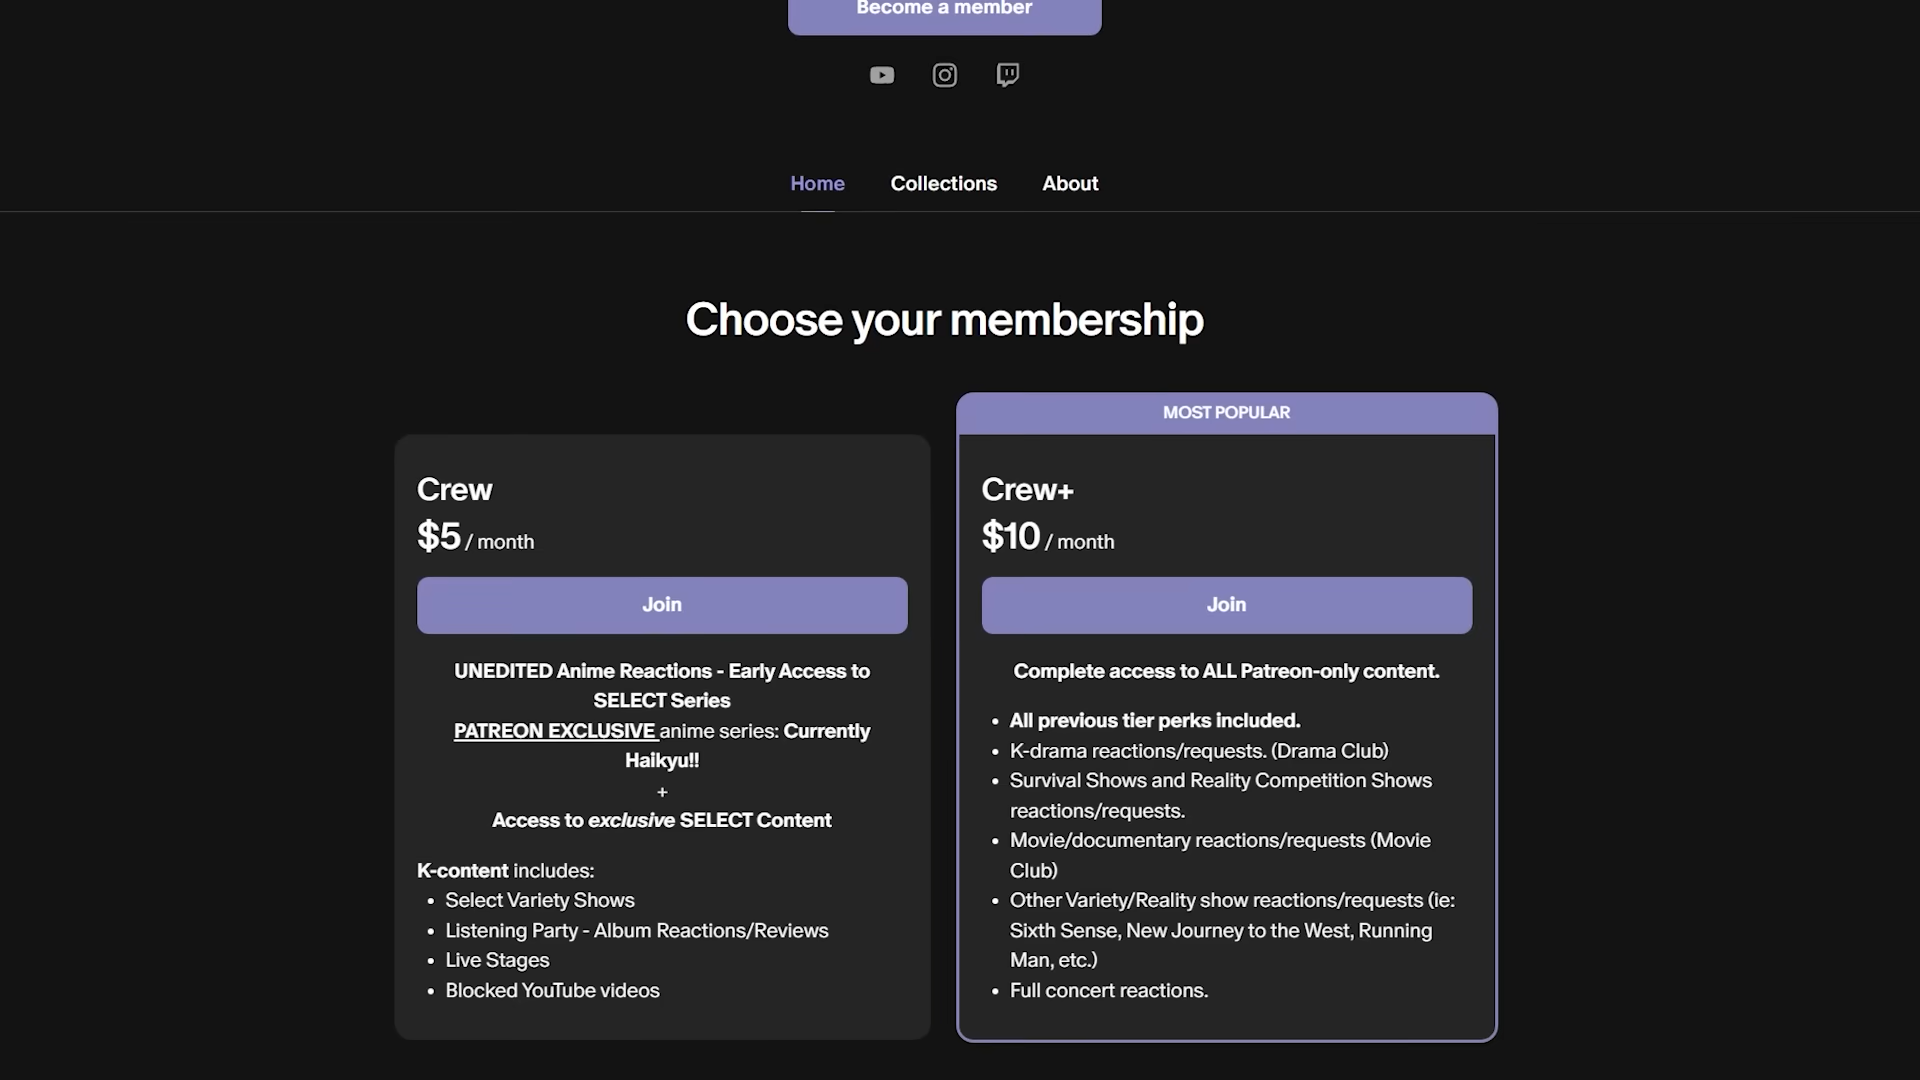 Become a member
Home
Collections
About
Choose your membership
Crew
$5 / month
Join
UNEDITED Anime Reactions - Early Access to
SELECT Series
PATREON EXCLUSIVE anime series: Currently
Haikyu!!
+
Access to exclusive SELECT Content
K-content includes:
• Select Variety Shows
• Listening Party - Album Reactions/Reviews
• Live Stages
• Blocked YouTube videos
MOST POPULAR
Crew+
$10 / month
Join
Complete access to ALL Patreon-only content.
• All previous tier perks included.
• K-drama reactions/requests. (Drama Club)
• Survival Shows and Reality Competition Shows
reactions/requests.
• Movie/documentary reactions/requests (Movie
Club)
• Other Variety/Reality show reactions/requests (ie:
Sixth Sense, New Journey to the West, Running
Man, etc.)
• Full concert reactions.